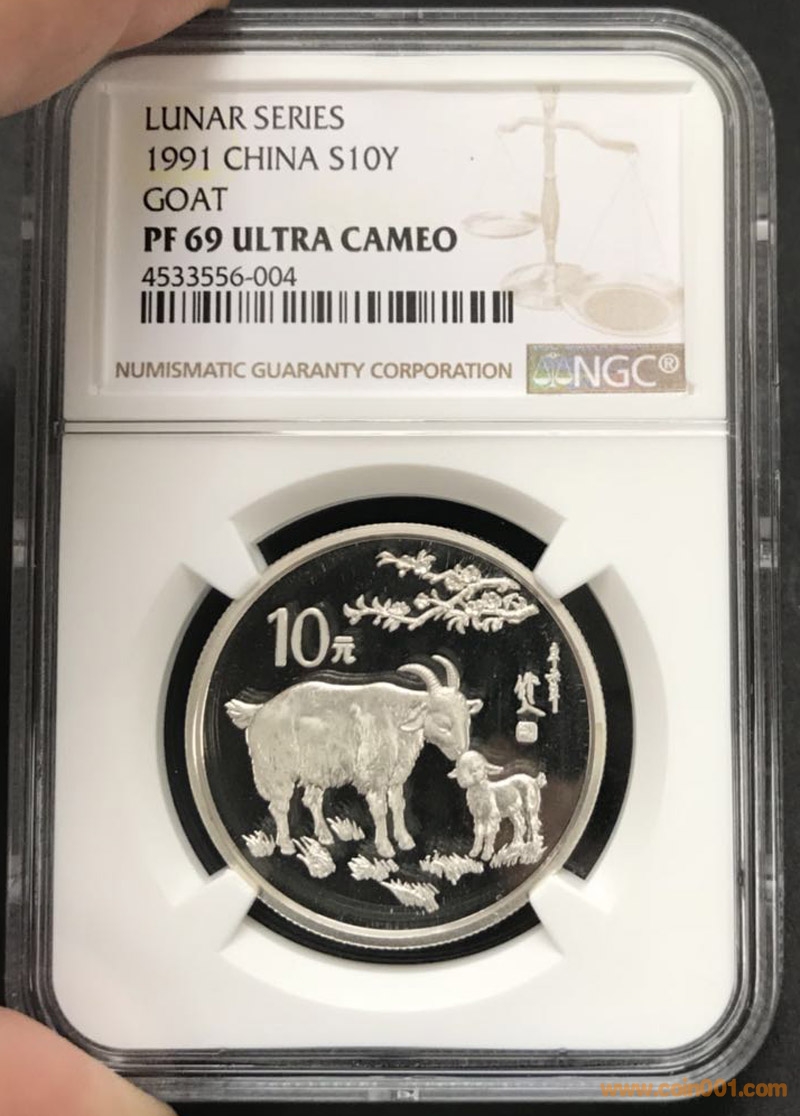 LUNAR SERIES
1991 CHINA S10Y
GOAT
PF 69 ULTRA CAMEO
4533556-004
NUMISMATIC GUARANTY CORPORATION NGC®
10元
www.coin001.com